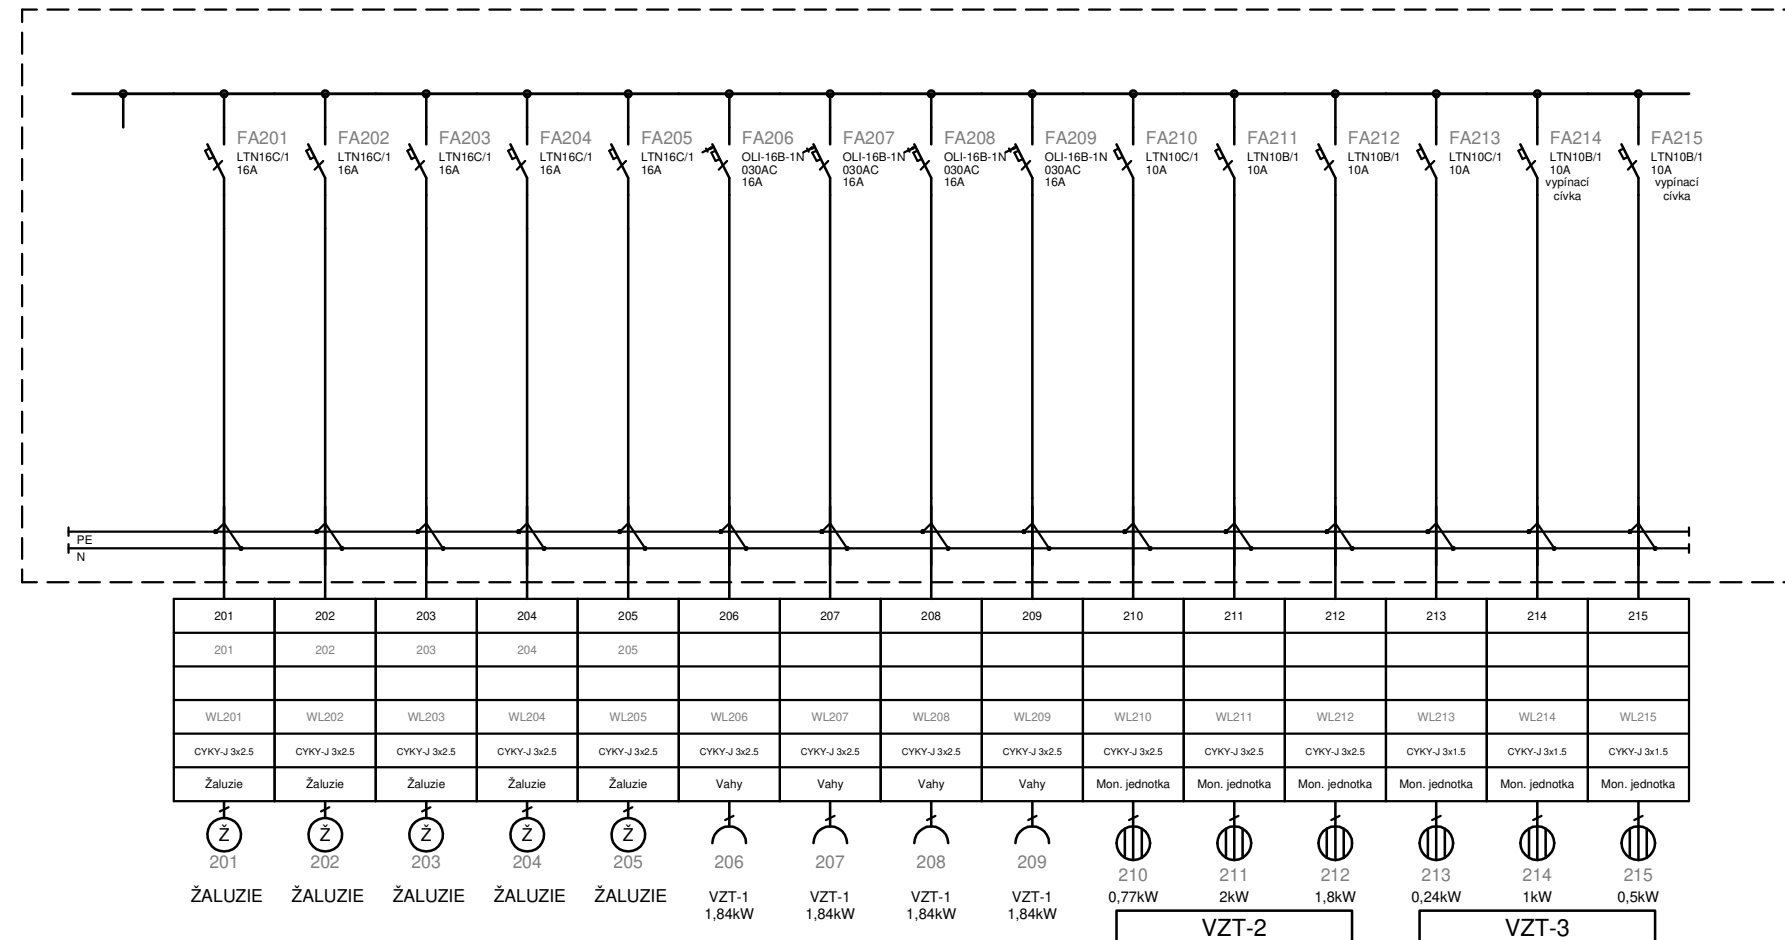 FA201 FA202 FA203 FA204 FA205 FA206 FA207 FA208 FA209 FA210 FA211 FA212 FA213 FA214 FA215
LTN16C/1 LTN16C/1 LTN16C/1 LTN16C/1 LTN16C/1 OLI-16B-1N OLI-16B-1N OLI-16B-1N OLI-16B-1N LTN10C/1 LTN10B/1 LTN10B/1 LTN10C/1 LTN10B/1 LTN10B/1
16A 16A 16A 16A 16A 030AC 030AC 030AC 030AC 10A 10A 10A 10A 10A 10A
16A 16A 16A 16A vypínací vypínací
cívka cívka
PE
N
201 202 203 204 205 206 207 208 209 210 211 212 213 214 215
201 202 203 204 205
WL201 WL202 WL203 WL204 WL205 WL206 WL207 WL208 WL209 WL210 WL211 WL212 WL213 WL214 WL215
CYKY-J 3x2.5 CYKY-J 3x2.5 CYKY-J 3x2.5 CYKY-J 3x2.5 CYKY-J 3x2.5 CYKY-J 3x2.5 CYKY-J 3x2.5 CYKY-J 3x2.5 CYKY-J 3x2.5 CYKY-J 3x2.5 CYKY-J 3x2.5 CYKY-J 3x2.5 CYKY-J 3x1.5 CYKY-J 3x1.5 CYKY-J 3x1.5
Žaluzie Žaluzie Žaluzie Žaluzie Žaluzie Vahy Vahy Vahy Vahy Mon. jednotka Mon. jednotka Mon. jednotka Mon. jednotka Mon. jednotka Mon. jednotka
Ž Ž Ž Ž Ž
201 202 203 204 205 206 207 208 209 210 211 212 213 214 215
ŽALUZIE ŽALUZIE ŽALUZIE ŽALUZIE ŽALUZIE VZT-1 VZT-1 VZT-1 VZT-1 0,77kW 2kW 1,8kW 0,24kW 1kW 0,5kW
1,84kW 1,84kW 1,84kW 1,84kW
VZT-2 VZT-3